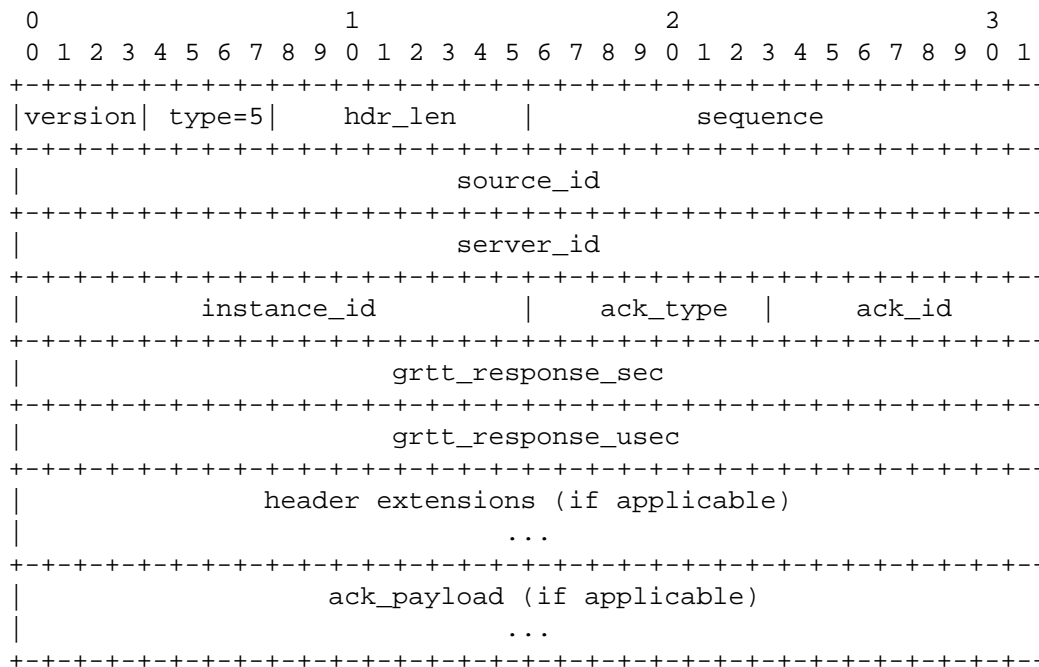 0                   1                   2                   3
0 1 2 3 4 5 6 7 8 9 0 1 2 3 4 5 6 7 8 9 0 1 2 3 4 5 6 7 8 9 0 1
+-+-+-+-+-+-+-+-+-+-+-+-+-+-+-+-+-+-+-+-+-+-+-+-+-+-+-+-+-+-+-+--
|version| type=5|    hdr_len    |          sequence
+-+-+-+-+-+-+-+-+-+-+-+-+-+-+-+-+-+-+-+-+-+-+-+-+-+-+-+-+-+-+-+--
|                           source_id
+-+-+-+-+-+-+-+-+-+-+-+-+-+-+-+-+-+-+-+-+-+-+-+-+-+-+-+-+-+-+-+--
|                           server_id
+-+-+-+-+-+-+-+-+-+-+-+-+-+-+-+-+-+-+-+-+-+-+-+-+-+-+-+-+-+-+-+--
|           instance_id         |    ack_type   |     ack_id
+-+-+-+-+-+-+-+-+-+-+-+-+-+-+-+-+-+-+-+-+-+-+-+-+-+-+-+-+-+-+-+--
|                       grtt_response_sec
+-+-+-+-+-+-+-+-+-+-+-+-+-+-+-+-+-+-+-+-+-+-+-+-+-+-+-+-+-+-+-+--
|                       grtt_response_usec
+-+-+-+-+-+-+-+-+-+-+-+-+-+-+-+-+-+-+-+-+-+-+-+-+-+-+-+-+-+-+-+--
|               header extensions (if applicable)
|                              ...
+-+-+-+-+-+-+-+-+-+-+-+-+-+-+-+-+-+-+-+-+-+-+-+-+-+-+-+-+-+-+-+--
|                   ack_payload (if applicable)
|                              ...
+-+-+-+-+-+-+-+-+-+-+-+-+-+-+-+-+-+-+-+-+-+-+-+-+-+-+-+-+-+-+-+--